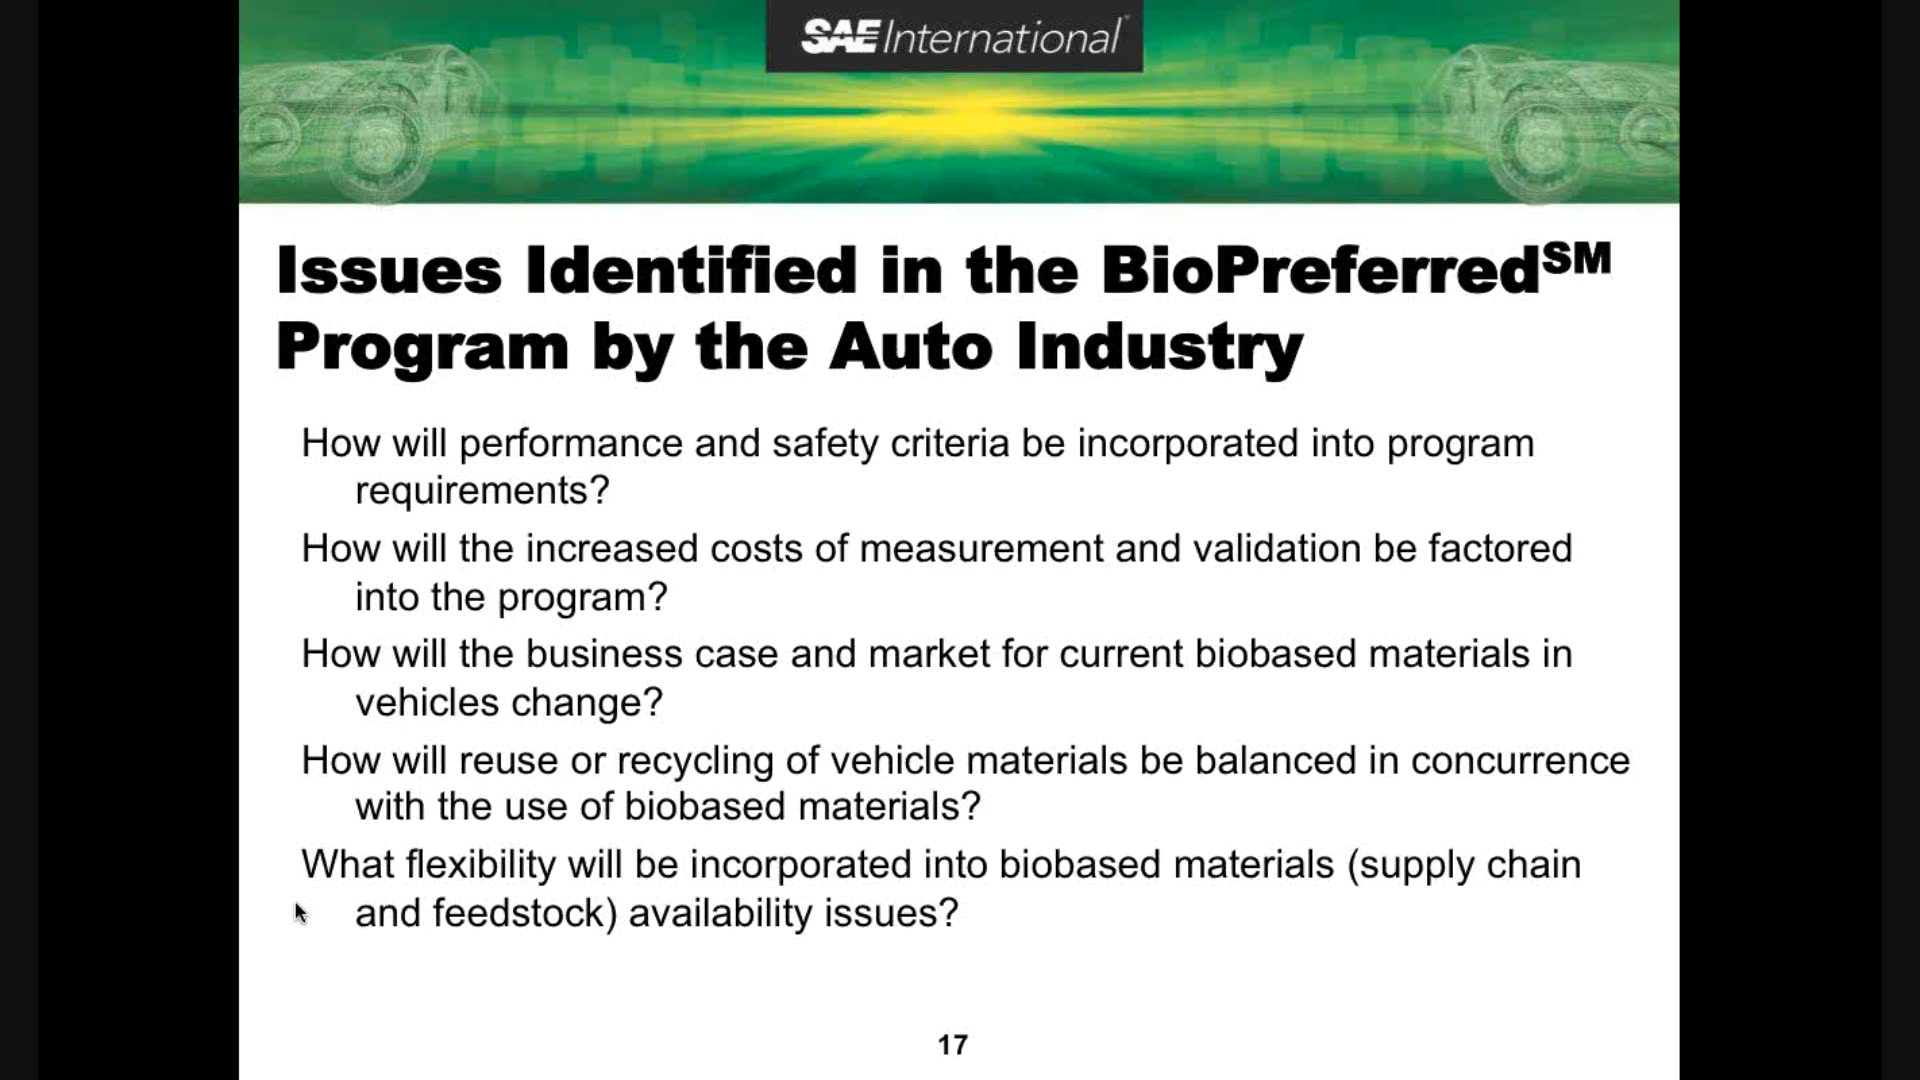 SAE International
Issues Identified in the BioPreferredSM
Program by the Auto Industry
How will performance and safety criteria be incorporated into program
requirements?
How will the increased costs of measurement and validation be factored
into the program?
How will the business case and market for current biobased materials in
vehicles change?
How will reuse or recycling of vehicle materials be balanced in concurrence
with the use of biobased materials?
What flexibility will be incorporated into biobased materials (supply chain
and feedstock) availability issues?
17